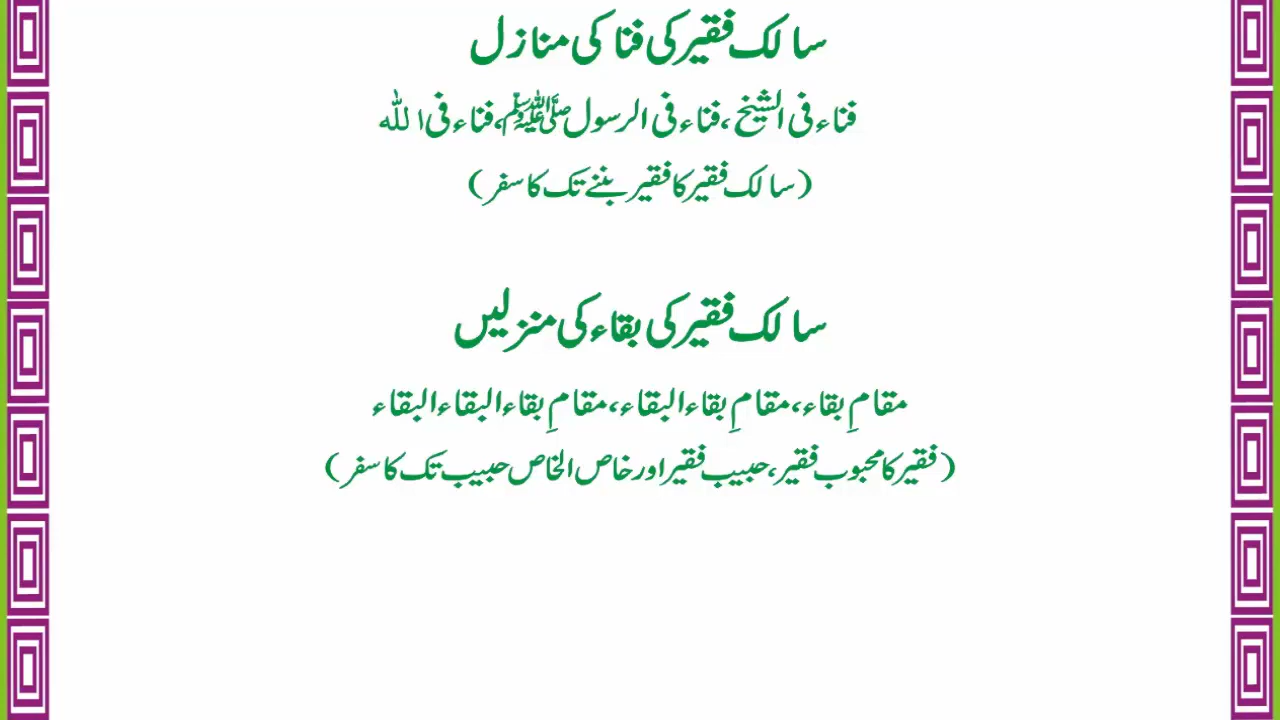 سالک فقیر کی فنا کی منازل
فناء فی الشیخ، فناء فی الرسول ﷺ، فناء فی اللہ
(سالک فقیر کا فقیر بننے تک کا سفر)
سالک فقیر کی بقاء کی منزلیں
مقامِ بقاء، مقامِ بقاء البقاء، مقامِ بقاء البقاء البقاء
(فقیر کا محبوب فقیر، حبیب فقیر اور خاص الخاص حبیب تک کا سفر)